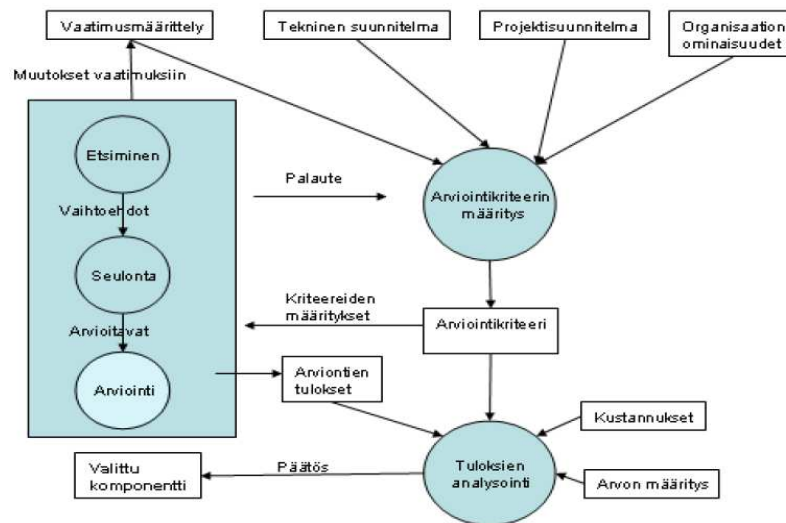 Vaatimusmäärittely
Tekninen suunnitelma
Projektisuunnitelma
Organisaation
ominaisuudet
Muutokset vaatimuksiin
Etsiminen
Palaute
Arviointikriteerin
määritys
Vaihtoehdot
Seulonta
Kriteereiden
määritykset
Arviointikriteeri
Arvioitavat
Arviointi
Arviontien
tulokset
Kustannukset
Valittu
komponentti
Päätös
Tuloksien
analysointi
Arvon määritys